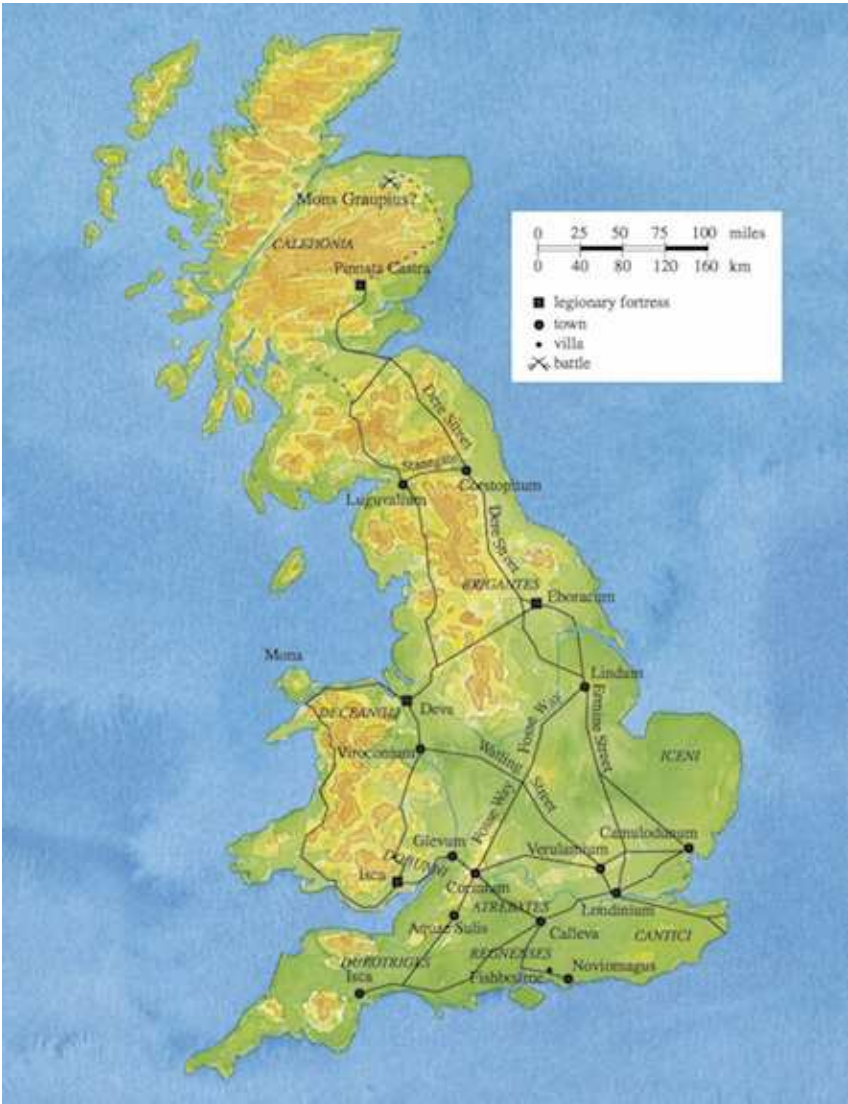 Mons Graupius?
CALEDONIA
Pinnata Castra
0 25 50 75 100 miles
0 40 80 120 160 km
legionary fortress
town
villa
battle
Dere Street
Stanegate
Luguvalium
Corstopitum
Dere Street
BRIGANTES
Eboracum
Mona
Lindum
DECEANGLI
Deva
Fosse Way
Ermine Street
Viroconium
Watling Street
ICENI
Fosse Way
Camulodunum
Glevum
Verulamium
DOBUNNI
Isca
Corinium
ATREBATES
Londinium
Aquae Sulis
Calleva
CANTICI
REGNENSES
DUROTRIGES
Isca
Fishbourne
Noviomagus